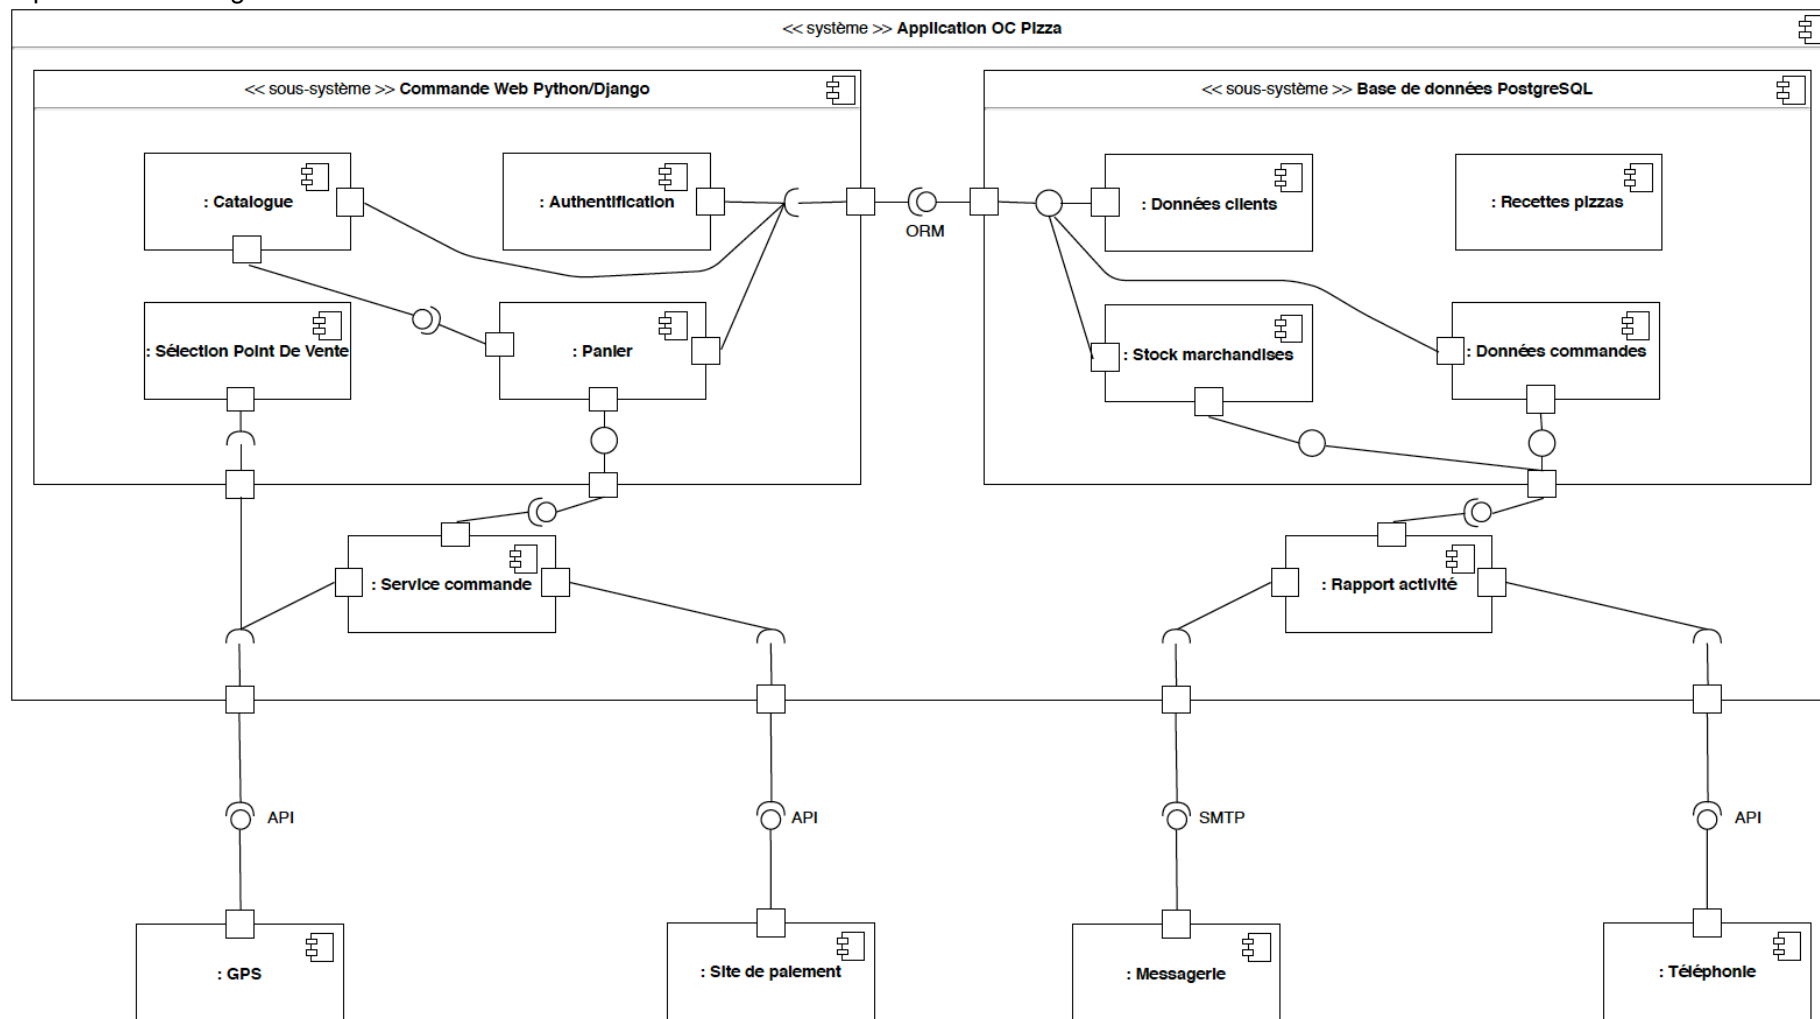 << système >> Application OC Pizza
<< sous-système >> Commande Web Python/Django
<< sous-système >> Base de données PostgreSQL
: Catalogue
: Authentification
: Données clients
: Recettes pizzas
ORM
: Sélection Point De Vente
: Panier
: Stock marchandises
: Données commandes
: Service commande
: Rapport activité
API
API
SMTP
API
: GPS
: Site de paiement
: Messagerie
: Téléphonie